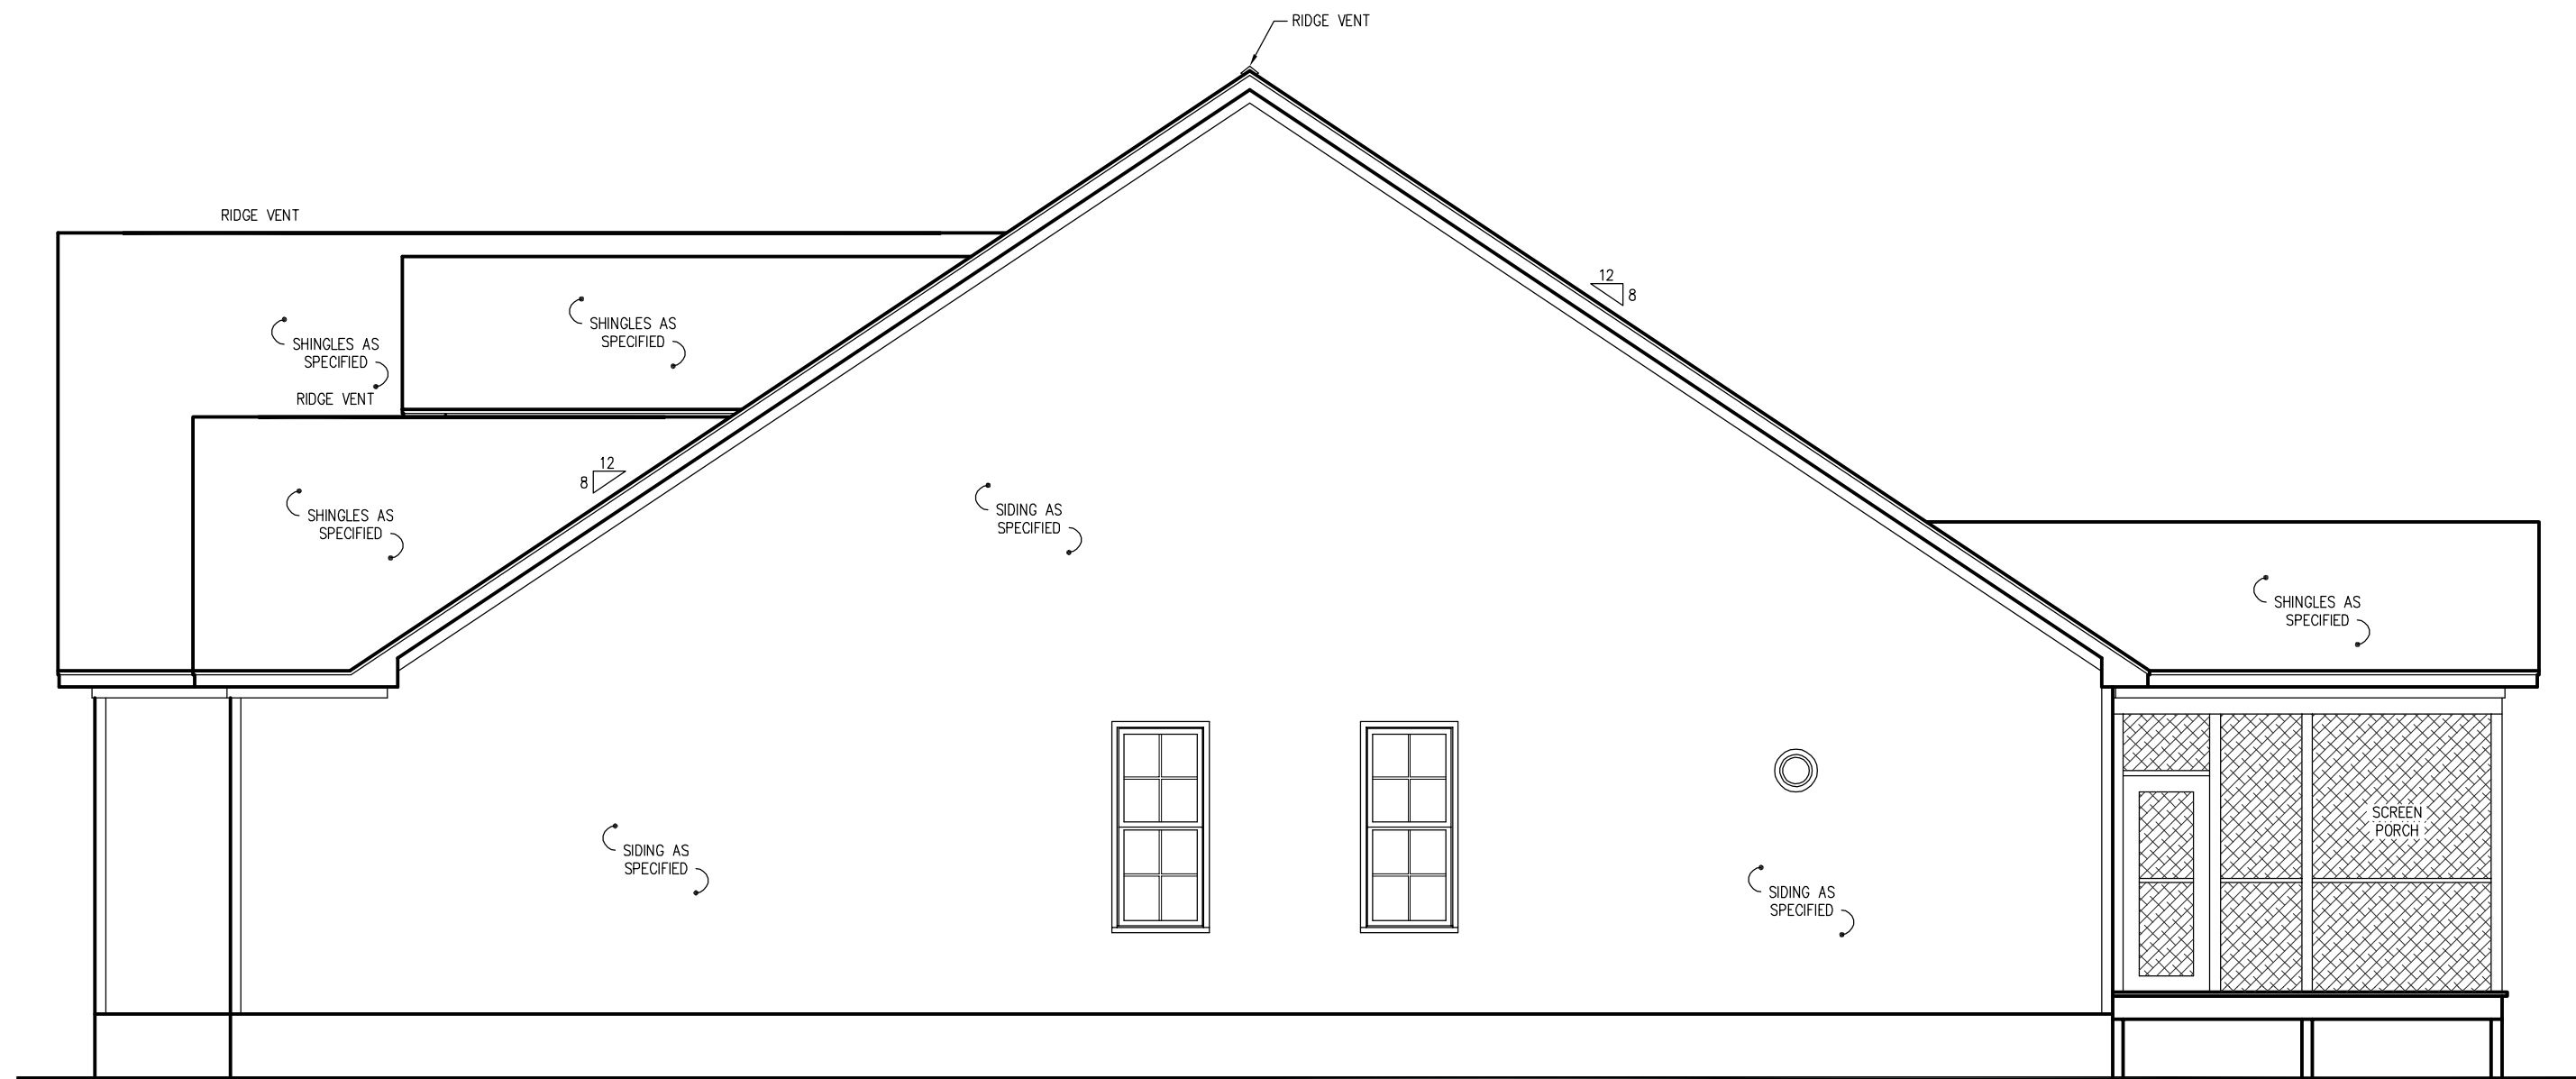 RIDGE VENT
RIDGE VENT
12
8
SHINGLES AS
SPECIFIED
SHINGLES AS
SPECIFIED
RIDGE VENT
12
8
SHINGLES AS
SPECIFIED
SIDING AS
SPECIFIED
SHINGLES AS
SPECIFIED
SCREEN
PORCH
SIDING AS
SPECIFIED
SIDING AS
SPECIFIED